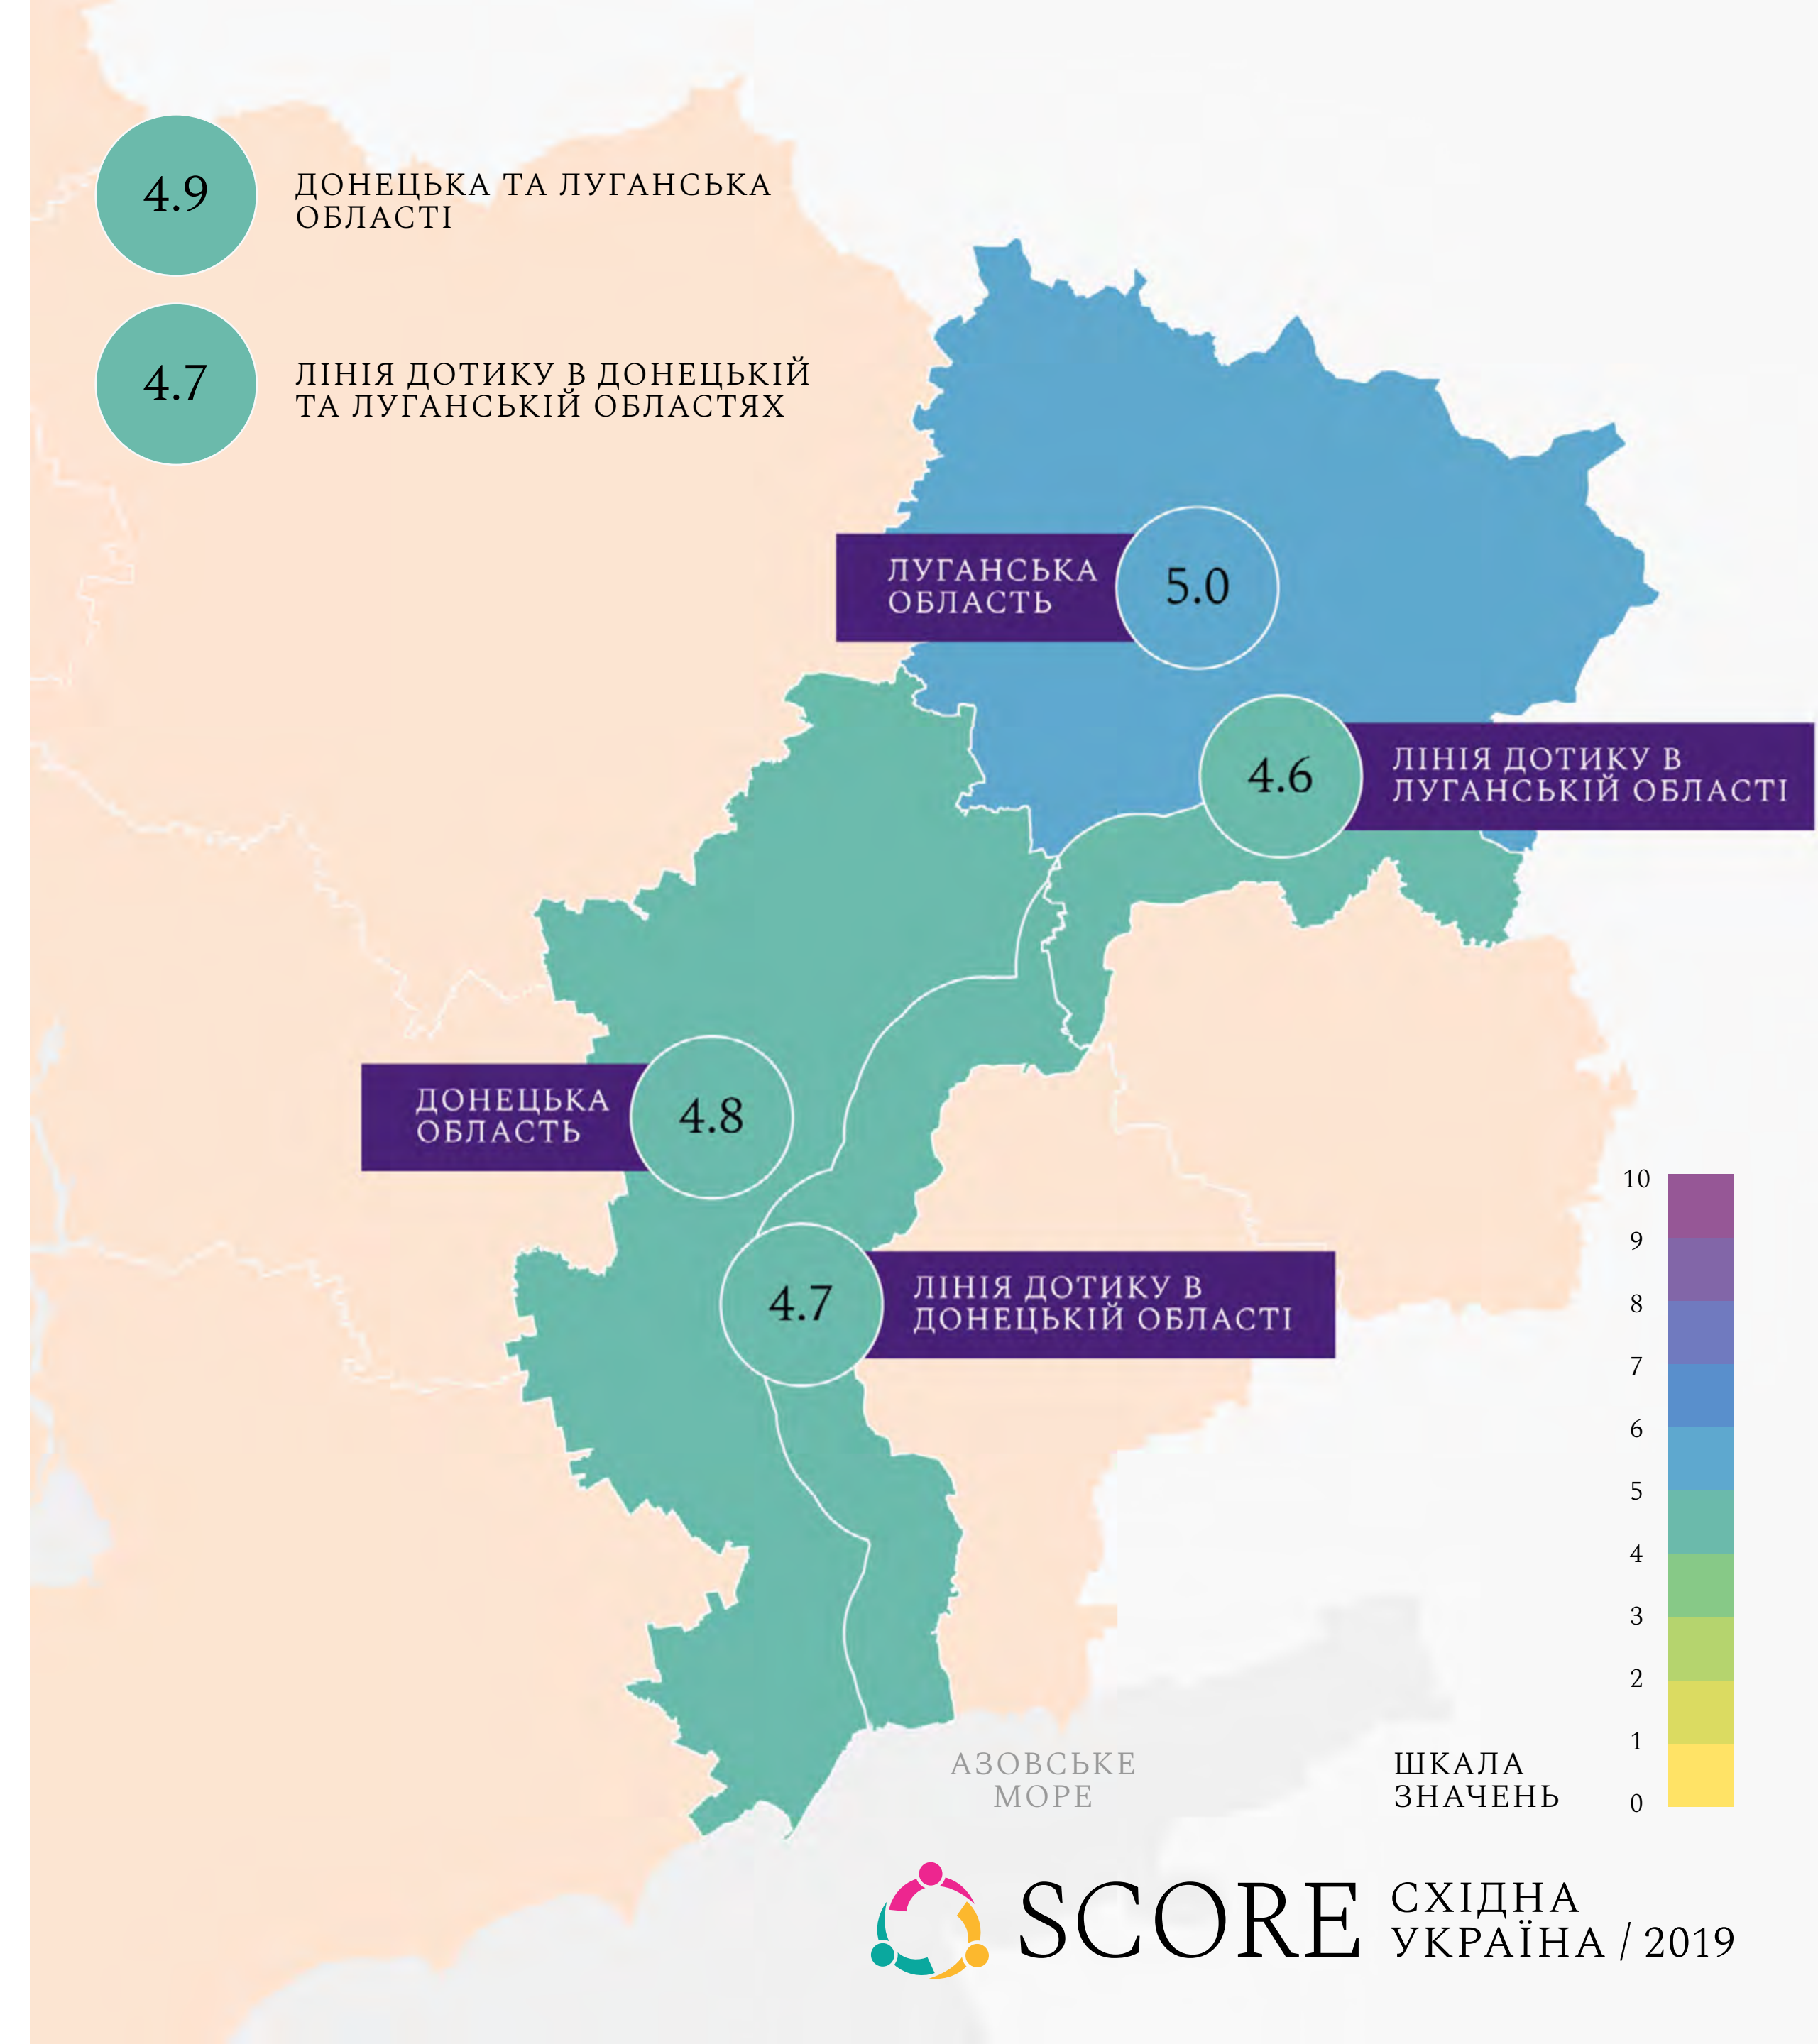 4.9
ДОНЕЦЬКА ТА ЛУГАНСЬКА
ОБЛАСТІ
4.7
ЛІНІЯ ДОТИКУ В ДОНЕЦЬКІЙ
ТА ЛУГАНСЬКІЙ ОБЛАСТЯХ
ЛУГАНСЬКА
ОБЛАСТЬ
5.0
4.6
ЛІНІЯ ДОТИКУ В
ЛУГАНСЬКІЙ ОБЛАСТІ
ДОНЕЦЬКА
ОБЛАСТЬ
4.8
4.7
ЛІНІЯ ДОТИКУ В
ДОНЕЦЬКІЙ ОБЛАСТІ
10
9
8
7
6
5
4
3
2
1
0
ШКАЛА
ЗНАЧЕНЬ
АЗОВСЬКЕ
МОРЕ
SCORE
СХІДНА
УКРАЇНА / 2019